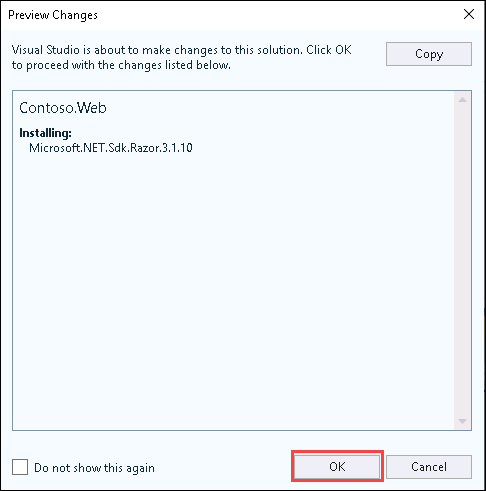 Preview Changes
Visual Studio is about to make changes to this solution. Click OK
to proceed with the changes listed below.
Copy
Contoso.Web
Installing:
Microsoft.NET.Sdk.Razor.3.1.10
Do not show this again
OK
Cancel